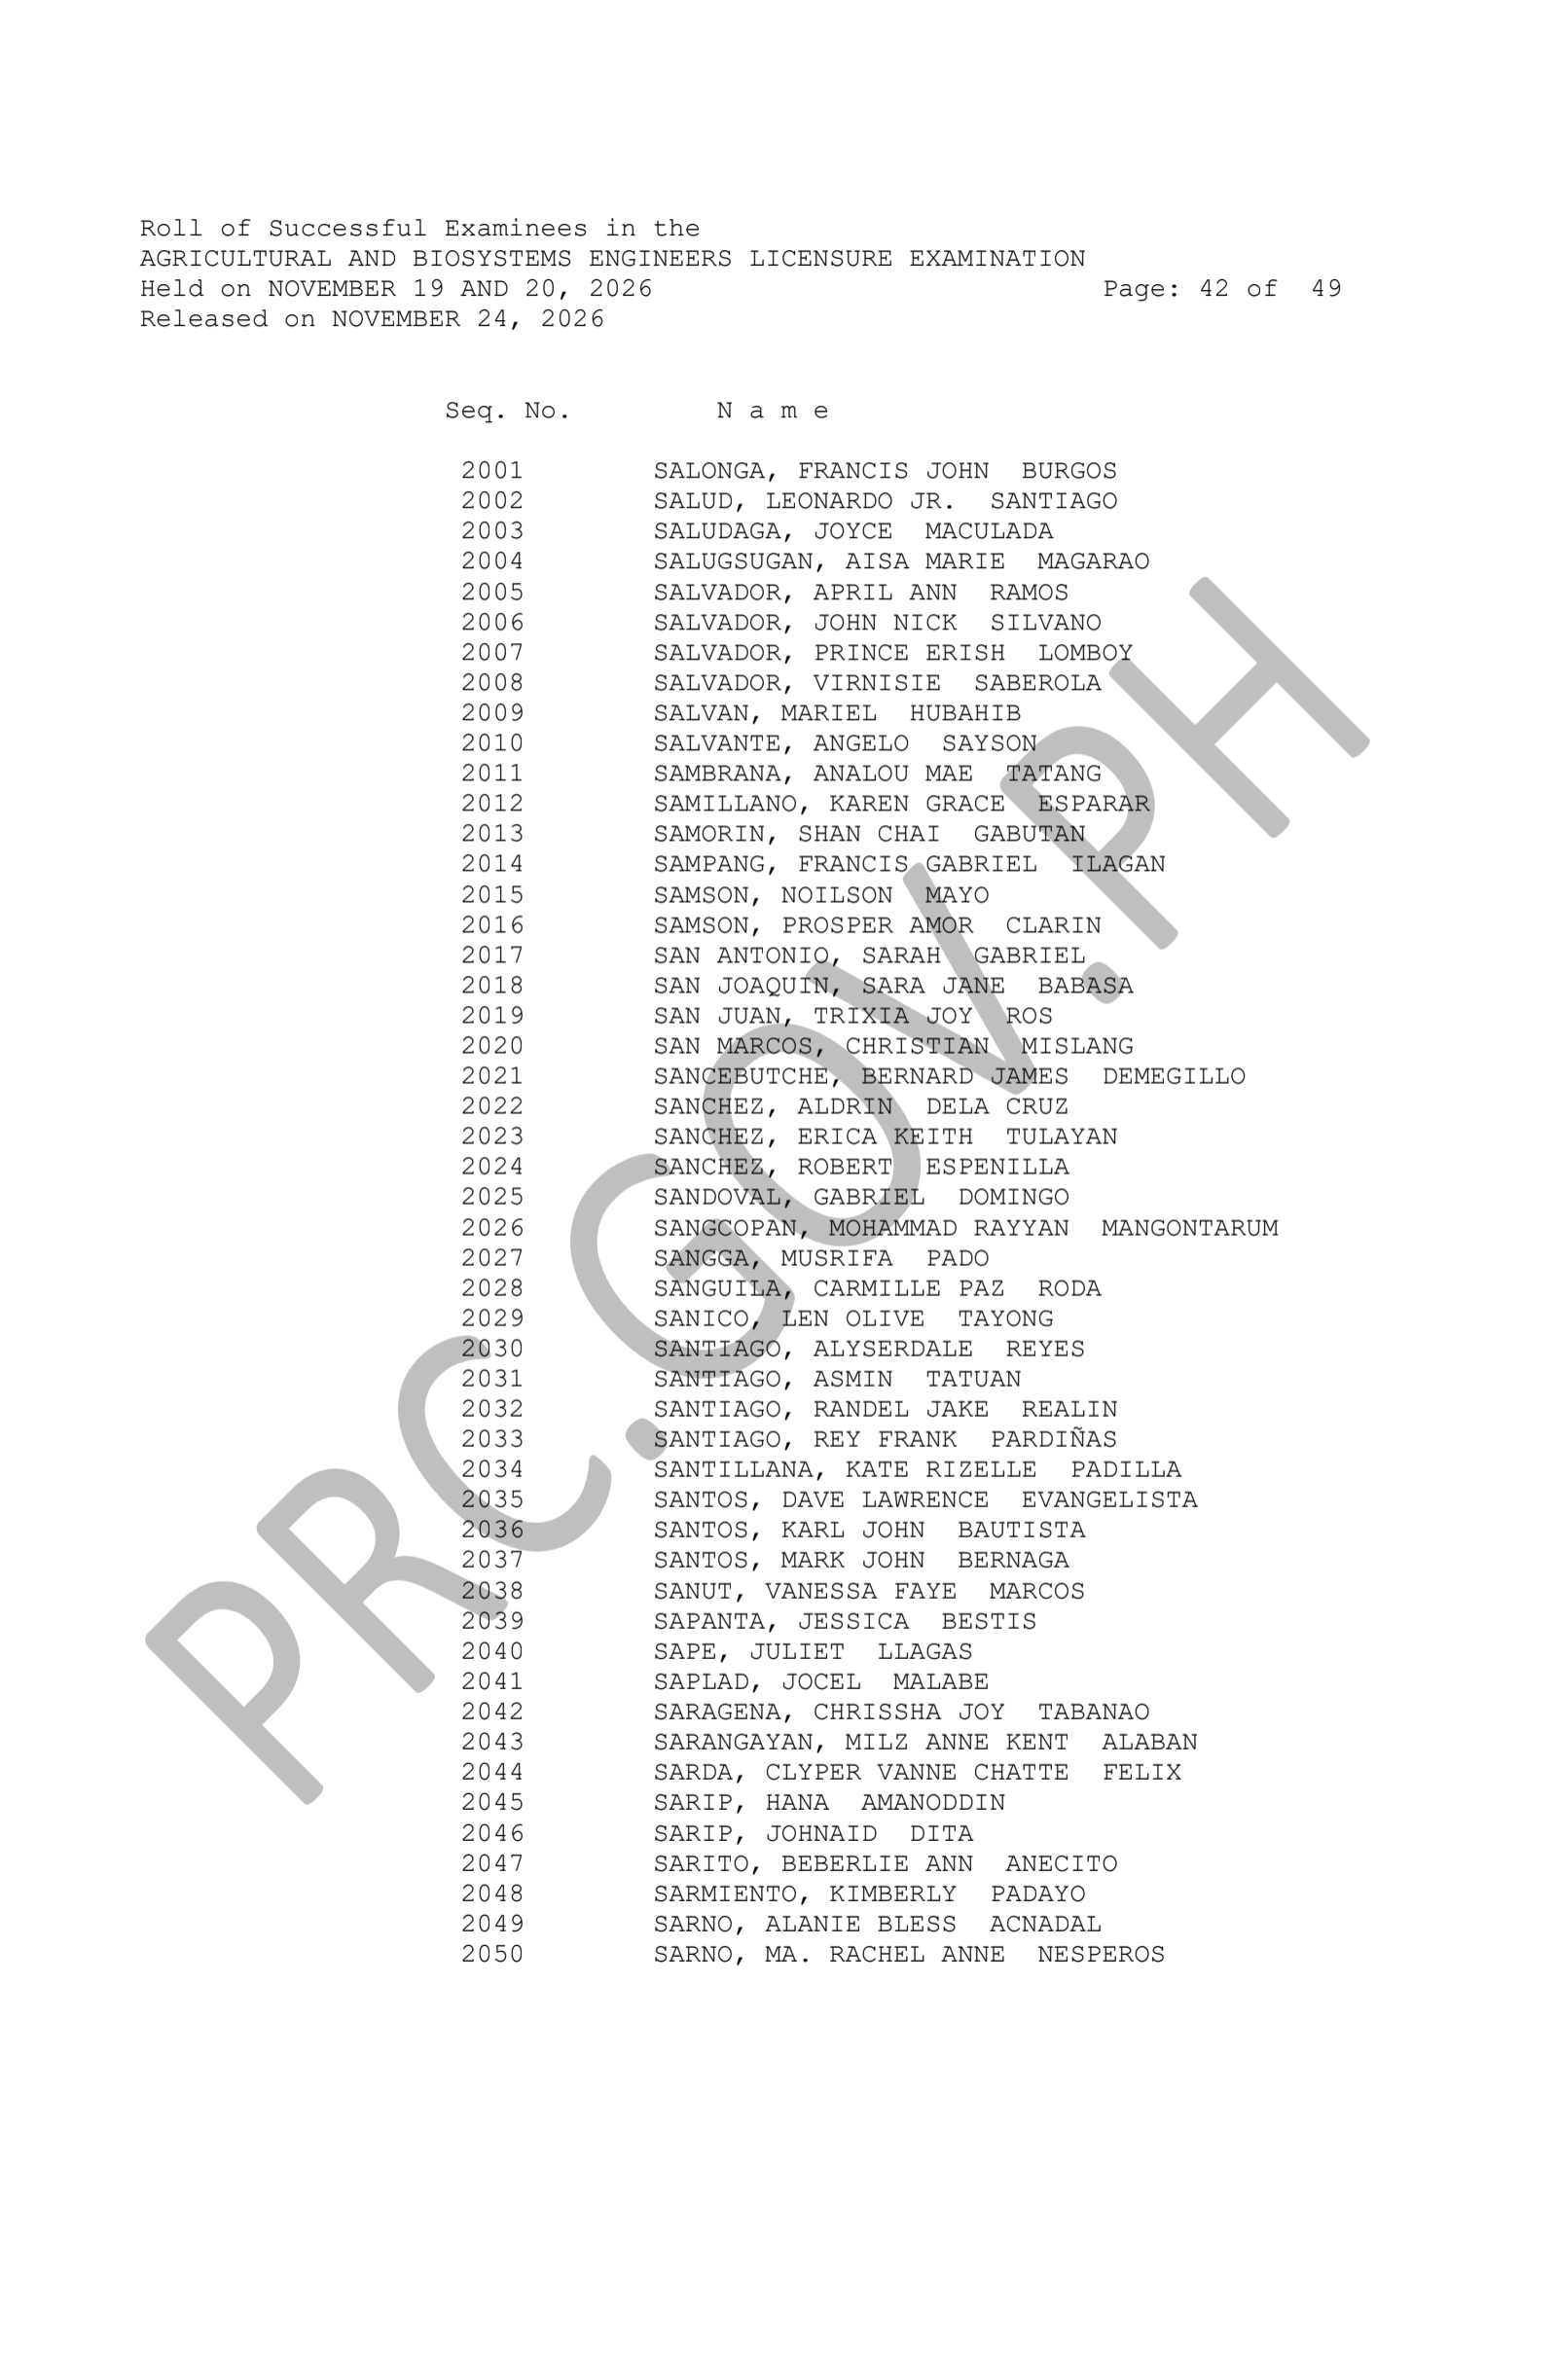 Roll of Successful Examinees in the
AGRICULTURAL AND BIOSYSTEMS ENGINEERS LICENSURE EXAMINATION
Held on NOVEMBER 19 AND 20, 2026 Page: 42 of 49
Released on NOVEMBER 24, 2026
Seq. No. N a m e
2001 SALONGA, FRANCIS JOHN BURGOS
2002 SALUD, LEONARDO JR. SANTIAGO
2003 SALUDAGA, JOYCE MACULADA
2004 SALUGSUGAN, AISA MARIE MAGARAO
2005 SALVADOR, APRIL ANN RAMOS
2006 SALVADOR, JOHN NICK SILVANO
2007 SALVADOR, PRINCE ERISH LOMBOY
2008 SALVADOR, VIRNISIE SABEROLA
2009 SALVAN, MARIEL HUBAHIB
2010 SALVANTE, ANGELO SAYSON
2011 SAMBRANA, ANALOU MAE TATANG
2012 SAMILLANO, KAREN GRACE ESPARAR
2013 SAMORIN, SHAN CHAI GABUTAN
2014 SAMPANG, FRANCIS GABRIEL ILAGAN
2015 SAMSON, NOILSON MAYO
2016 SAMSON, PROSPER AMOR CLARIN
2017 SAN ANTONIO, SARAH GABRIEL
2018 SAN JOAQUIN, SARA JANE BABASA
2019 SAN JUAÑ, TRIXIA JOY ROS
2020 SAN MARCOS, CHRISTIAN MISLANG
2021 SANCEBUTCHE, BERNARD JAMES DEMEGILLO
2022 SANCHEZ, ALDRIN DELA CRUZ
2023 SANCHEZ, ERICA KEITH TULAYAN
2024 SANCHEZ, ROBERT ESPENILLA
2025 SANDOVAL, GABRIEL DOMINGO
2026 SANGCOPAN, MOHAMMAD RAYYAN MANGONTARUM
2027 SANGGA, MUSRIFA PADO
2028 SANGUILA, CARMILLE PAZ RODA
2029 SANICO, LEN OLIVE TAYONG
2030 SANTIAGO, ALYSERDALE REYES
2031 SANTIAGO, ASMIN TATUAN
2032 SANTIAGO, RANDEL JAKE REALIN
2033 SANTIAGO, REY FRANK PARDIÑAS
2034 SANTILLANA, KATE RIZELLE PADILLA
2035 SANTOS, DAVE LAWRENCE EVANGELISTA
2036 SANTOS, KARL JOHN BAUTISTA
2037 SANTOS, MARK JOHN BERNAGA
2038 SANUT, VANESSA FAYE MARCOS
2039 SAPANTA, JESSICA BESTIS
2040 SAPE, JULIET LLAGAS
2041 SAPLAD, JOCEL MALABE
2042 SARAGENA, CHRISSHA JOY TABANAO
2043 SARANGAYAN, MILZ ANNE KENT ALABAN
2044 SARDA, CLYPER VANNE CHATTE FELIX
2045 SARIP, HANA AMANODDIN
2046 SARIP, JOHNAID DITA
2047 SARITO, BEBERLIE ANN ANECITO
2048 SARMIENTO, KIMBERLY PADAYO
2049 SARNO, ALANIE BLESS ACNADAL
2050 SARNO, MA. RACHEL ANNE NESPEROS
PRC.GOV.PH